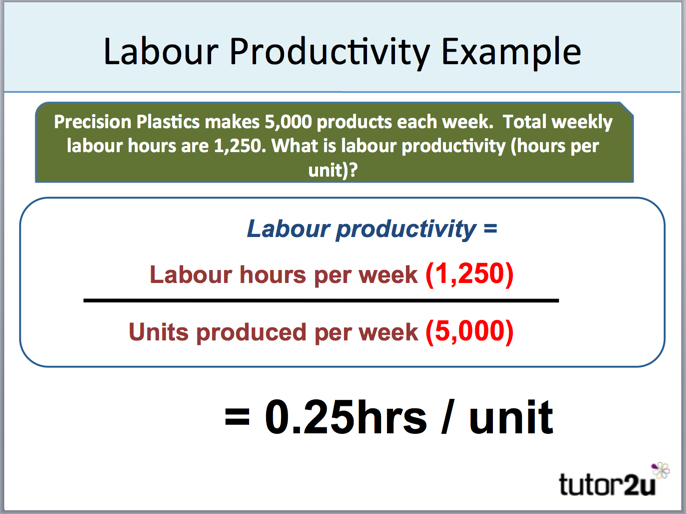 Labour Productivity Example
Precision Plastics makes 5,000 products each week. Total weekly
labour hours are 1,250. What is labour productivity (hours per
unit)?
Labour productivity =
Labour hours per week (1,250)
Units produced per week (5,000)
= 0.25hrs / unit
tutor2u